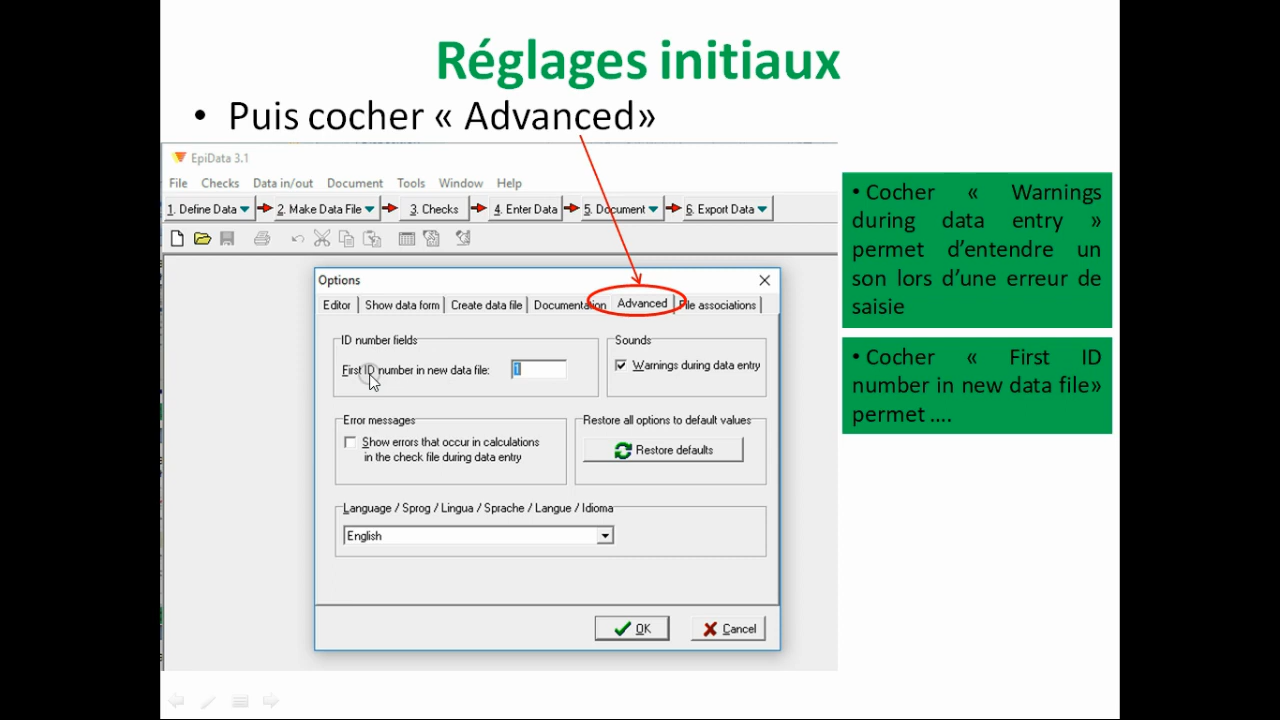 Réglages initiaux
• Puis cocher « Advanced»
EpiData 3.1
File Checks Data in/out Document Tools Window Help
1. Define Data 2. Make Data File 3. Checks 4. Enter Data 5. Document 6. Export Data
Options
Editor Show data form Create data file Documentation Advanced File associations
ID number fields
First ID number in new data file: 1
Sounds
Warnings during data entry
Error messages
Show errors that occur in calculations
in the check file during data entry
Restore all options to default values
Restore defaults
Language / Sprog / Lingua / Sprache / Langue / Idioma
English
OK Cancel
• Cocher « Warnings
during data entry »
permet d’entendre un
son lors d’une erreur de
saisie
• Cocher « First ID
number in new data file»
permet ....